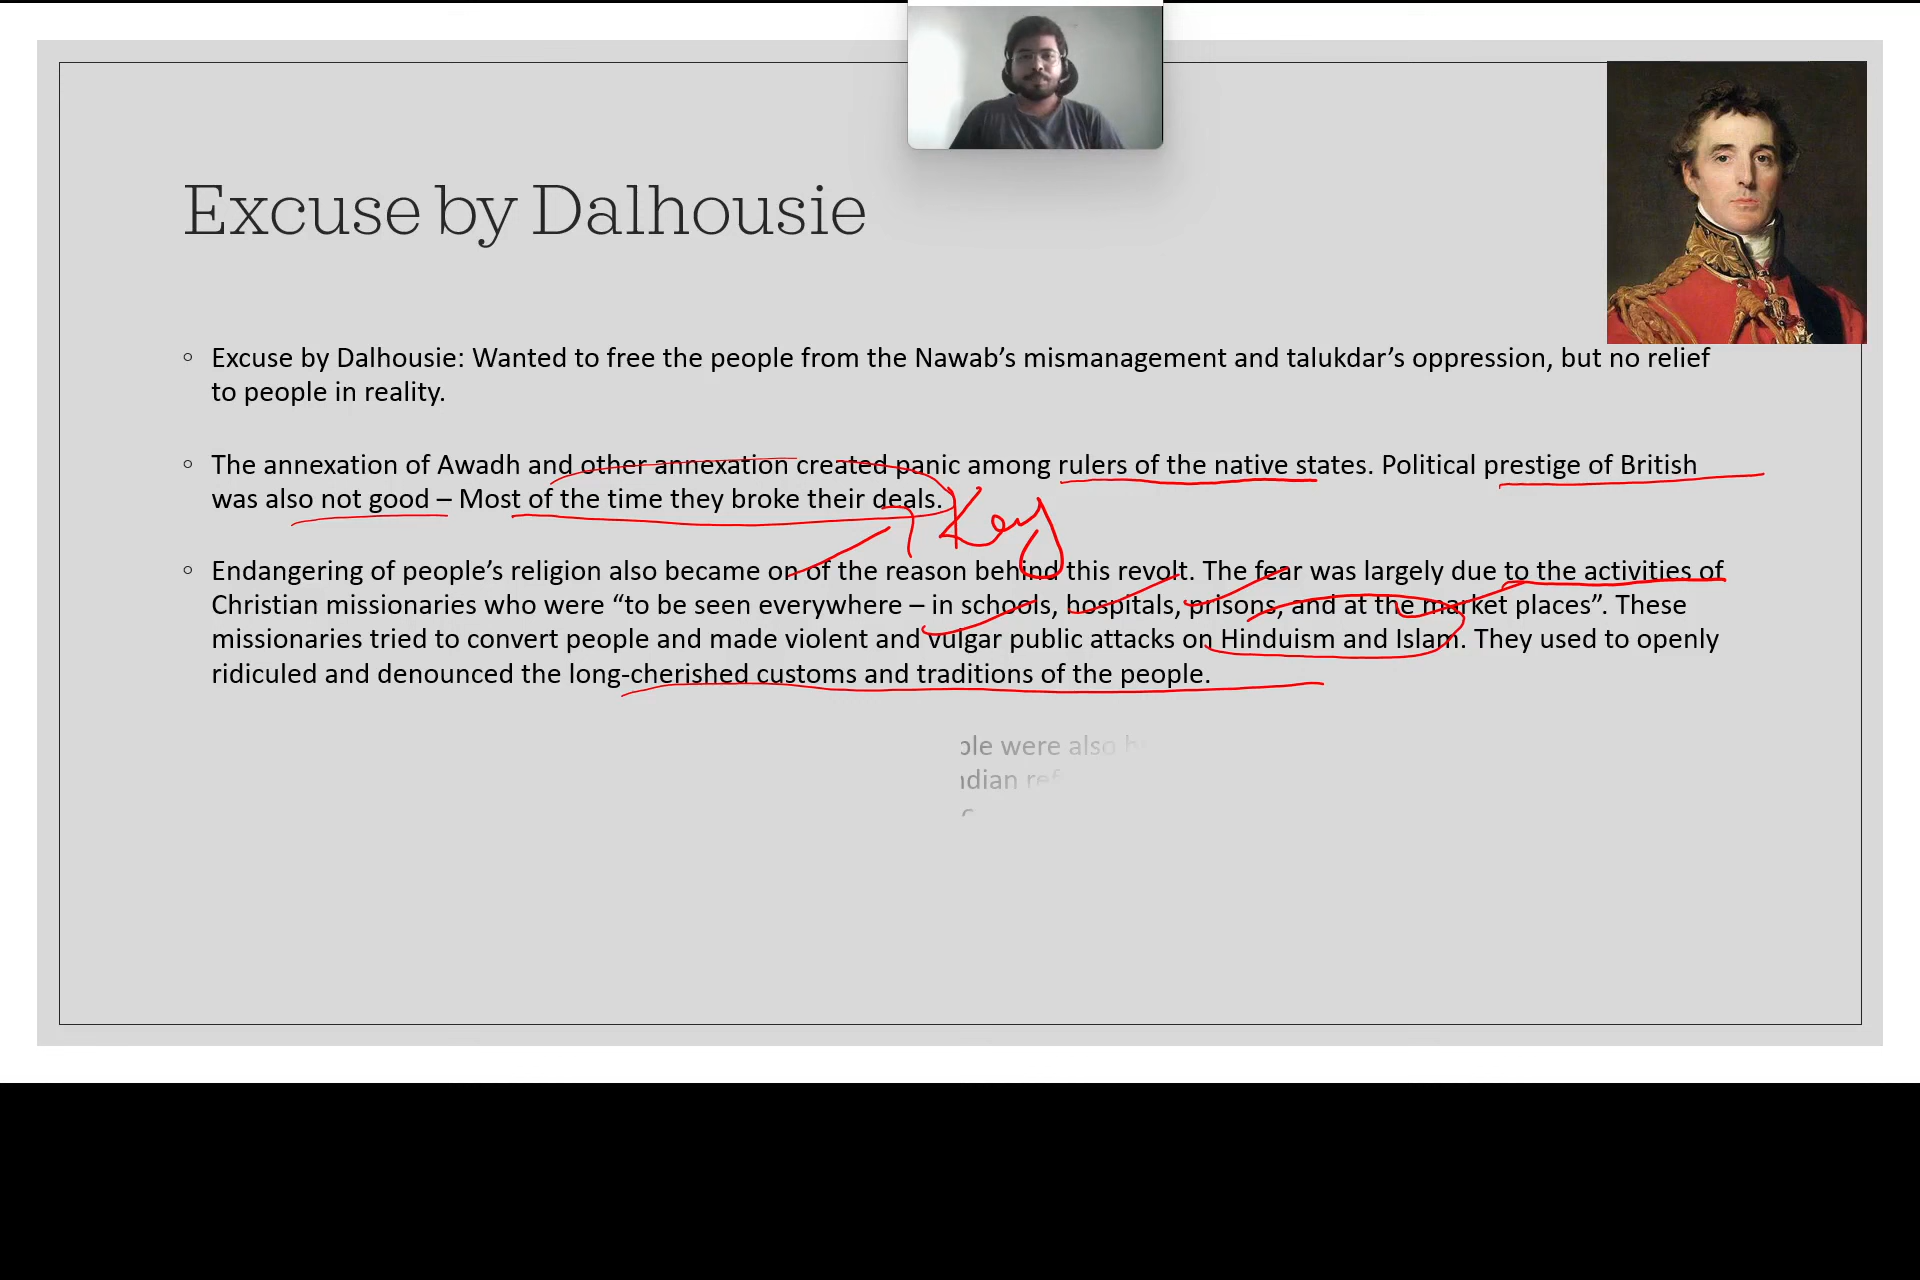 Excuse by Dalhousie
◦ Excuse by Dalhousie: Wanted to free the people from the Nawab’s mismanagement and talukdar’s oppression, but no relief
to people in reality.
◦ The annexation of Awadh and other annexation created panic among rulers of the native states. Political prestige of British
was also not good – Most of the time they broke their deals.
Key
◦ Endangering of people’s religion also became on of the reason behind this revolt. The fear was largely due to the activities of
Christian missionaries who were “to be seen everywhere – in schools, hospitals, prisons, and at the market places”. These
missionaries tried to convert people and made violent and vulgar public attacks on Hinduism and Islam. They used to openly
ridiculed and denounced the long-cherished customs and traditions of the people.
were also